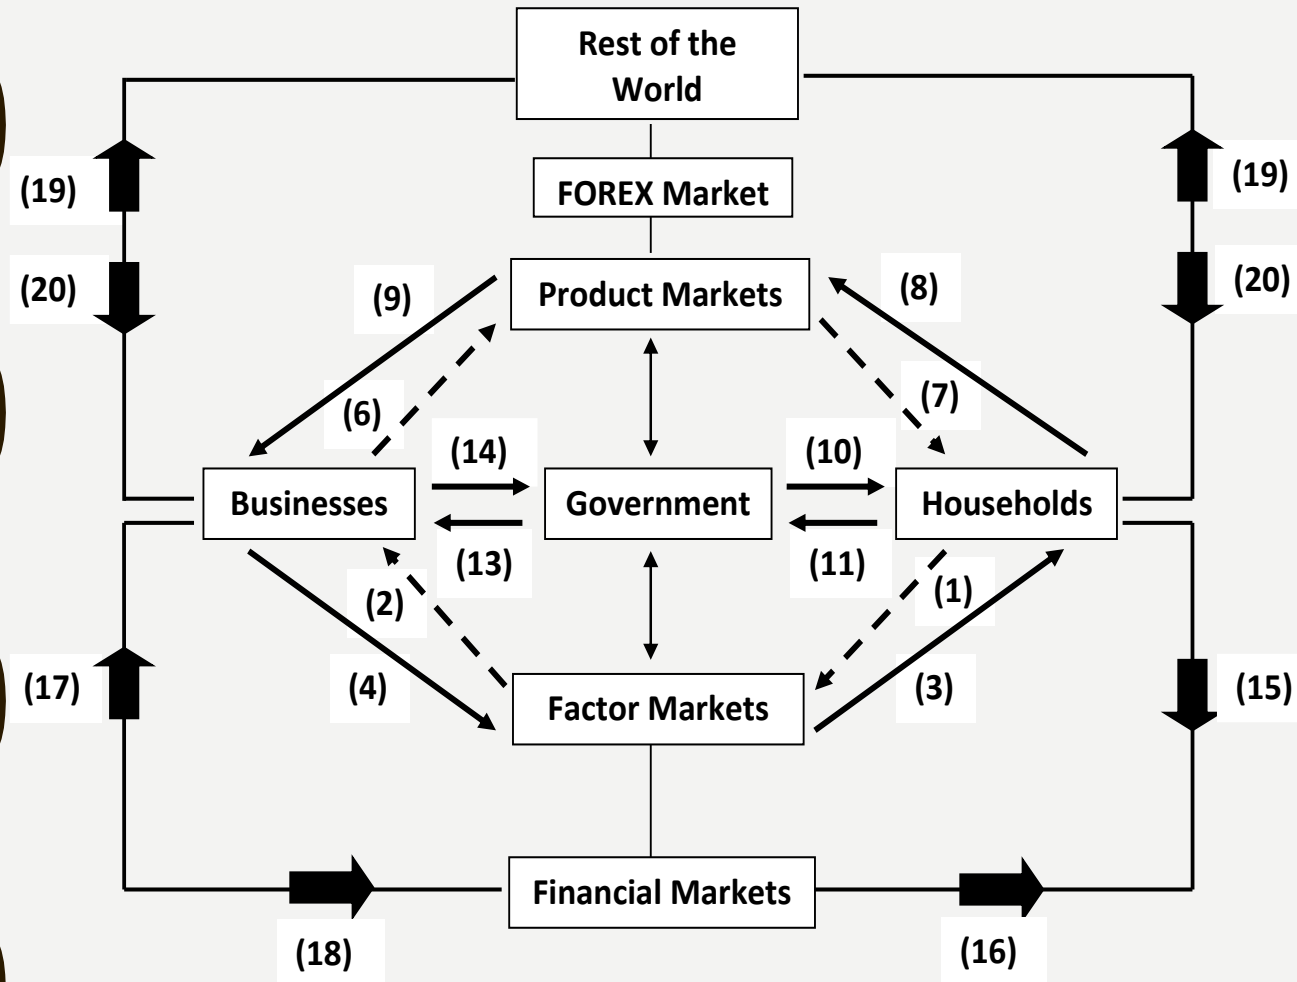 Rest of the
World
(19)
(19)
FOREX Market
(20)
(9)
Product Markets
(8)
(20)
(6)
(7)
(14)
(10)
Businesses
Government
Households
(13)
(11)
(2)
(1)
(17)
(4)
Factor Markets
(3)
(15)
Financial Markets
(18)
(16)